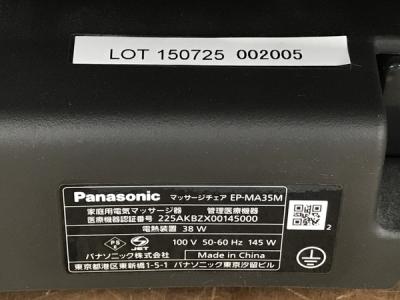 LOT 150725 002005
Panasonic マッサージチェア EP-MA35M
家庭用電気マッサージ器 管理医療機器
医療機器認証番号 225AKBZX00145000
電熱装置 38 W
PS E JET
100 V 50-60 Hz 145 W
パナソニック株式会社 Made in China
東京都港区東新橋1-5-1 パナソニック東京汐留ビル
2